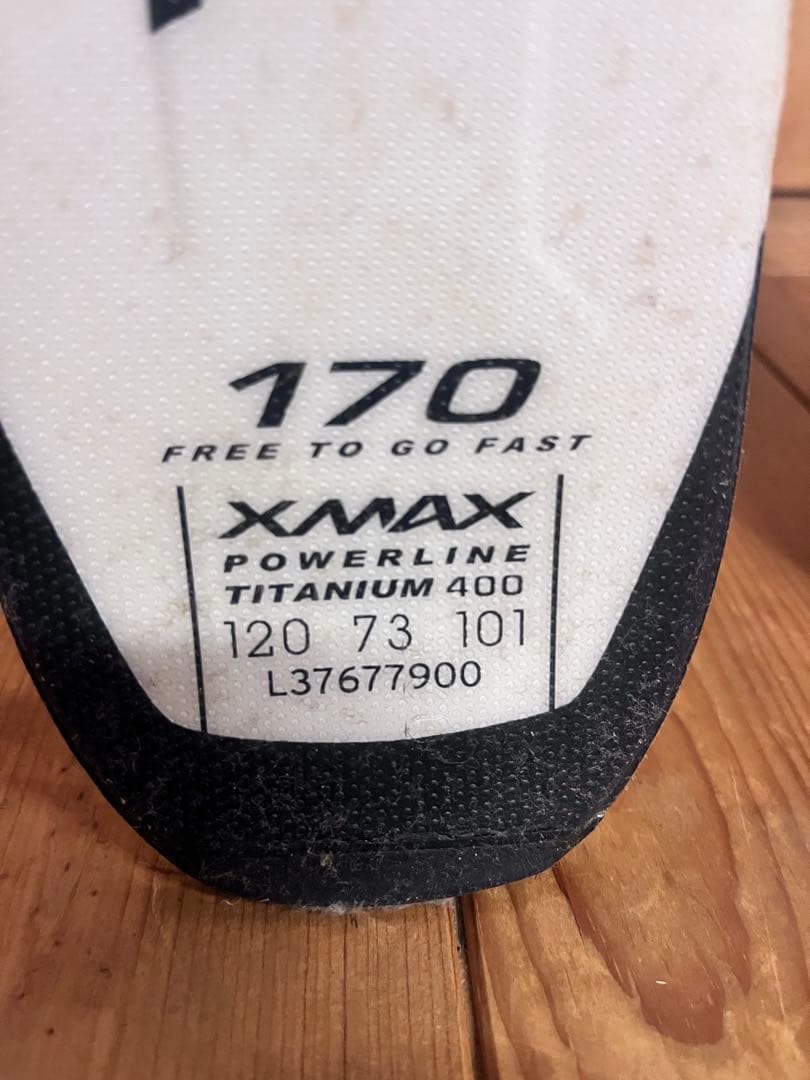 170
FREE TO GO FAST
XMAX
POWERLINE
TITANIUM 400
120 73 101
L37677900